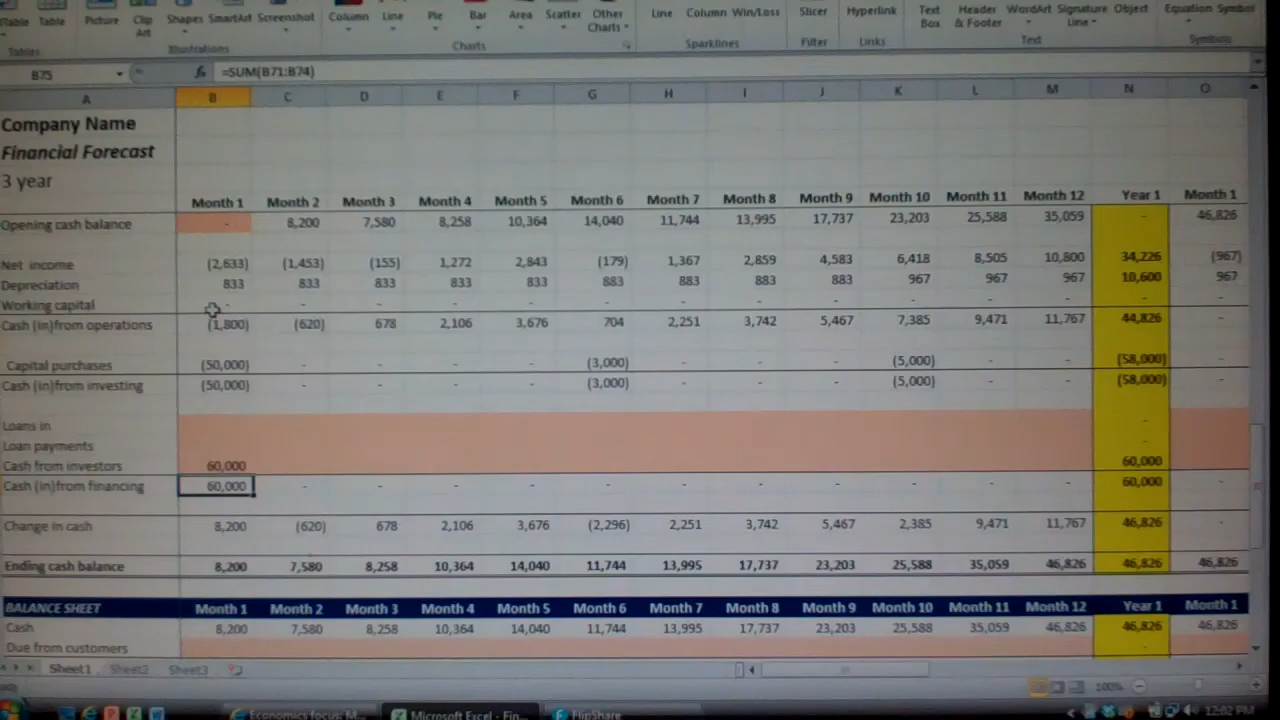 Table Table Picture Clip Art Shapes SmartArt Screenshot Column Line Pie Bar Area Scatter Other Charts Line Column Win/Loss Slicer Hyperlink Text Box Header & Footer WordArt Signature Line Object Equation Symbol
Tables Illustrations Charts Sparklines Filter Links Text Symbols
B75 fx =SUM(B71:B74)
A B C D E F G H I J K L M N O
Company Name
Financial Forecast
3 year
Month 1 Month 2 Month 3 Month 4 Month 5 Month 6 Month 7 Month 8 Month 9 Month 10 Month 11 Month 12 Year 1 Month 1
Opening cash balance - 8,200 7,580 8,258 10,364 14,040 11,744 13,995 17,737 23,203 25,588 35,059 - 46,826
Net income (2,633) (1,453) (155) 1,272 2,843 (179) 1,367 2,859 4,583 6,418 8,505 10,800 34,226 (967)
Depreciation 833 833 833 833 833 883 883 883 883 967 967 967 10,600 967
Working capital - - - - - - - - - - - - - -
Cash (in)from operations (1,800) (620) 678 2,106 3,676 704 2,251 3,742 5,467 7,385 9,471 11,767 44,826 -
Capital purchases (50,000) - - - - (3,000) - - - (5,000) - - (58,000) -
Cash (in)from investing (50,000) - - - - (3,000) - - - (5,000) - - (58,000) -
Loans in -
Loan payments -
Cash from investors 60,000 60,000
Cash (in)from financing 60,000 - - - - - - - - - - - 60,000 -
Change in cash 8,200 (620) 678 2,106 3,676 (2,296) 2,251 3,742 5,467 2,385 9,471 11,767 46,826 -
Ending cash balance 8,200 7,580 8,258 10,364 14,040 11,744 13,995 17,737 23,203 25,588 35,059 46,826 46,826 46,826
BALANCE SHEET Month 1 Month 2 Month 3 Month 4 Month 5 Month 6 Month 7 Month 8 Month 9 Month 10 Month 11 Month 12 Year 1 Month 1
Cash 8,200 7,580 8,258 10,364 14,040 11,744 13,995 17,737 23,203 25,588 35,059 46,826 46,826 46,826
Due from customers -
Sheet1 Sheet2 Sheet3
100%
Economics focus: M... Microsoft Excel - Fin... FlipShare 12:02 PM